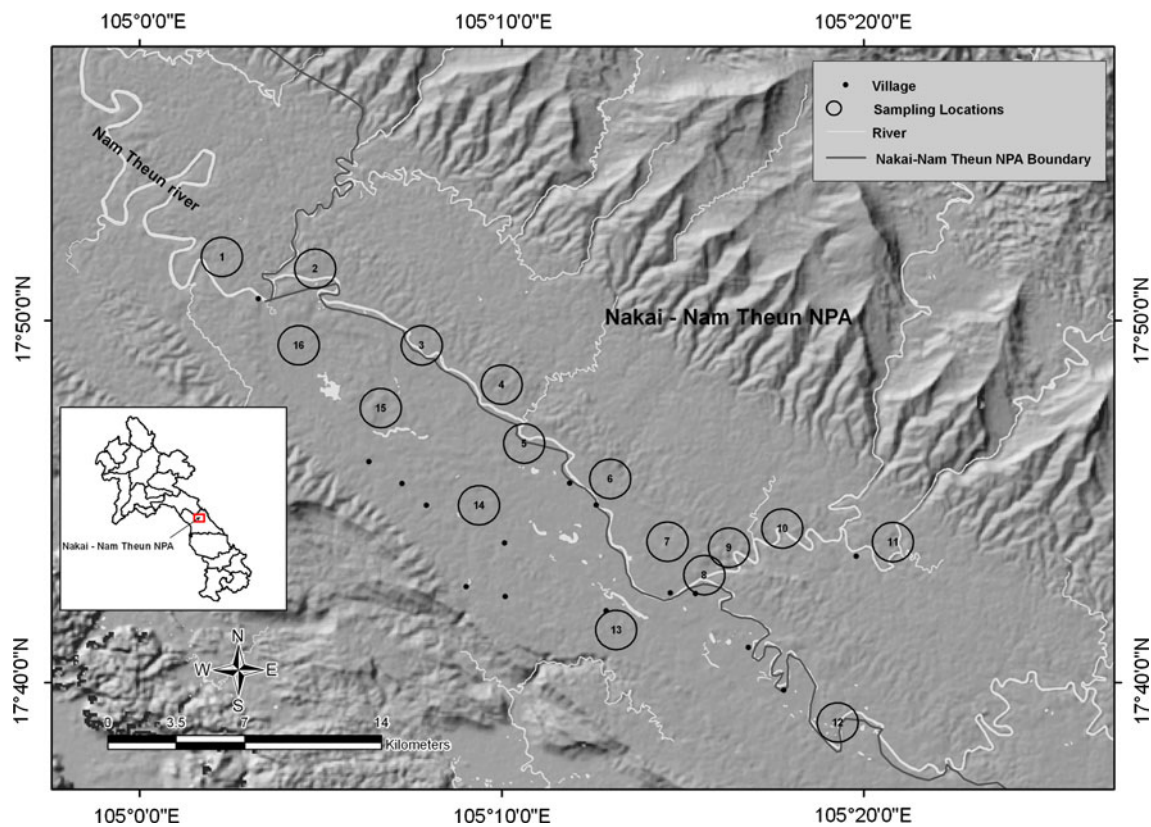 105°0'0"E
105°10'0"E
105°20'0"E
Village
Sampling Locations
River
Nakai-Nam Theun NPA Boundary
Nam Theun river
1
2
17°50'0"N
Nakai - Nam Theun NPA
17°50'0"N
16
3
4
15
5
6
14
7
10
9
11
8
Nakai - Nam Theun NPA
13
N
W
E
S
17°40'0"N
17°40'0"N
12
0
3.5
7
14
Kilometers
105°0'0"E
105°10'0"E
105°20'0"E